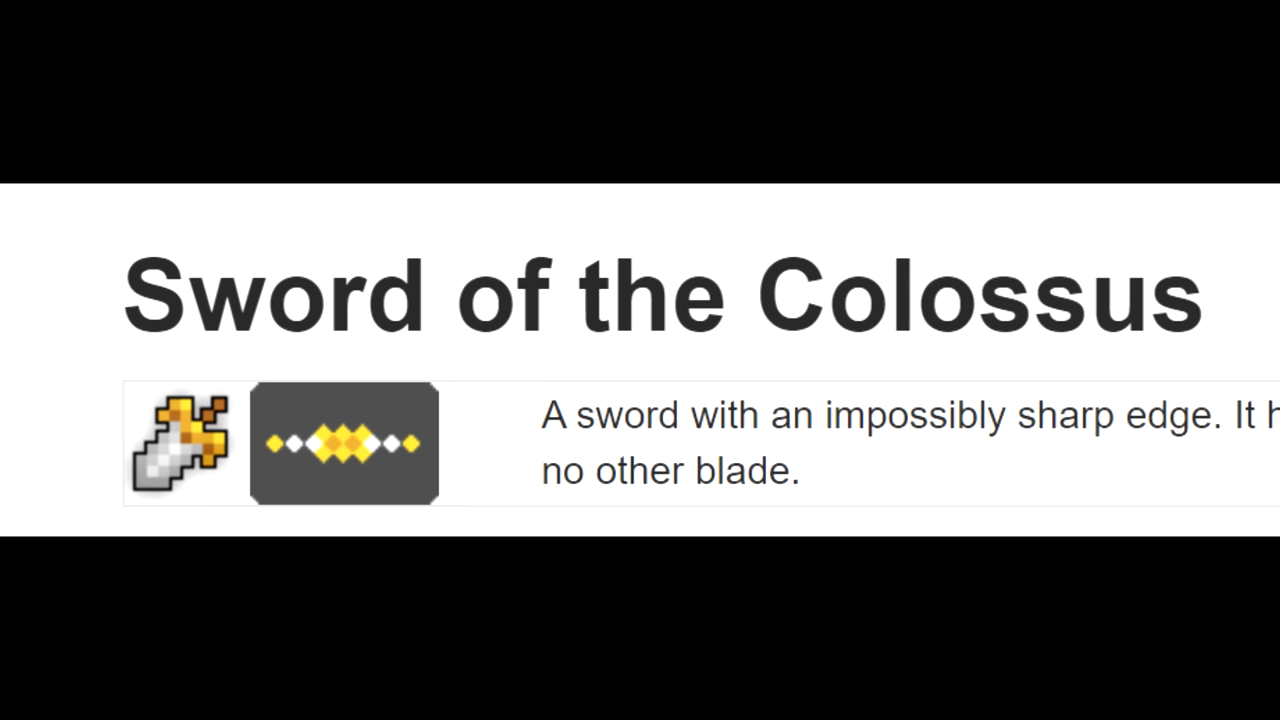 Sword of the Colossus
A sword with an impossibly sharp edge. It
no other blade.